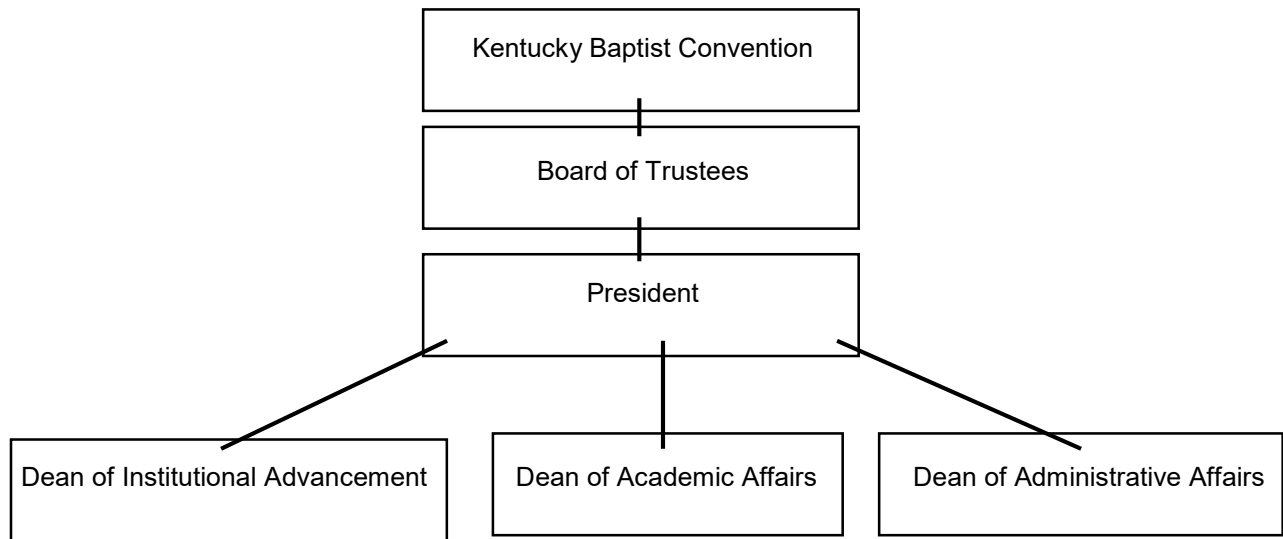 Kentucky Baptist Convention
Board of Trustees
President
Dean of Institutional Advancement
Dean of Academic Affairs
Dean of Administrative Affairs